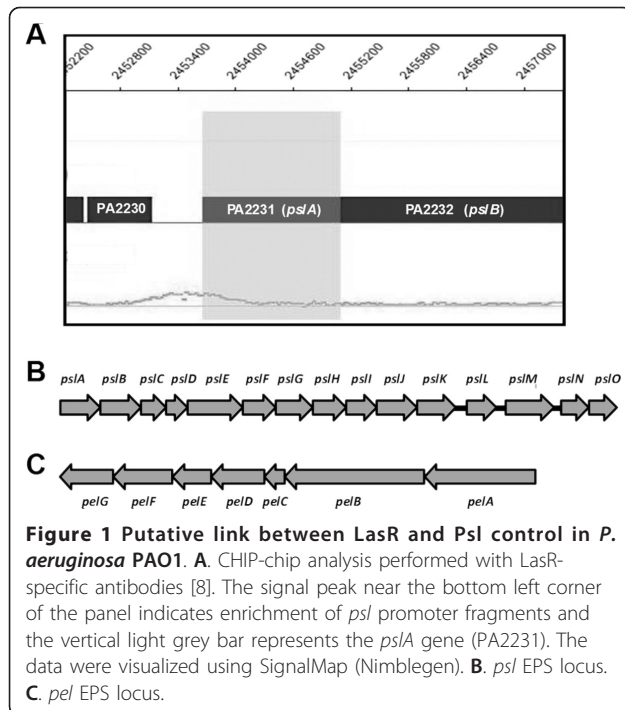 A
452200 2452800 2453400 2454000 2454600 2455200 2455800 2456400 2457000
PA2230 PA2231 (pslA) PA2232 (pslB)
B
pslA pslB pslC pslD pslE pslF pslG pslH pslI pslJ pslK pslL pslM pslN pslO
C
pelG pelF pelE pelD pelC pelB pelA
Figure 1 Putative link between LasR and Psl control in P.
aeruginosa PAO1. A. CHIP-chip analysis performed with LasR-
specific antibodies [8]. The signal peak near the bottom left corner
of the panel indicates enrichment of psl promoter fragments and
the vertical light grey bar represents the pslA gene (PA2231). The
data were visualized using SignalMap (Nimblegen). B. psl EPS locus.
C. pel EPS locus.